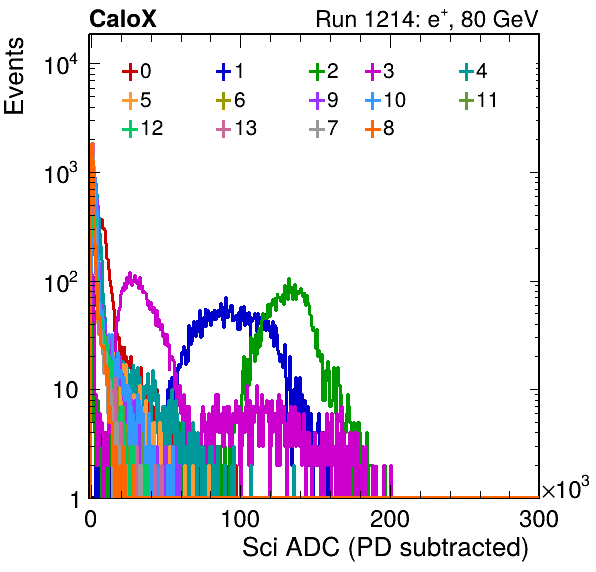 CaloX Run 1214: e⁺, 80 GeV
Events
10⁴
10³
10²
10
1
0 1 2 3 4
5 6 9 10 11
12 13 7 8
0 100 200 300
×10³
Sci ADC (PD subtracted)